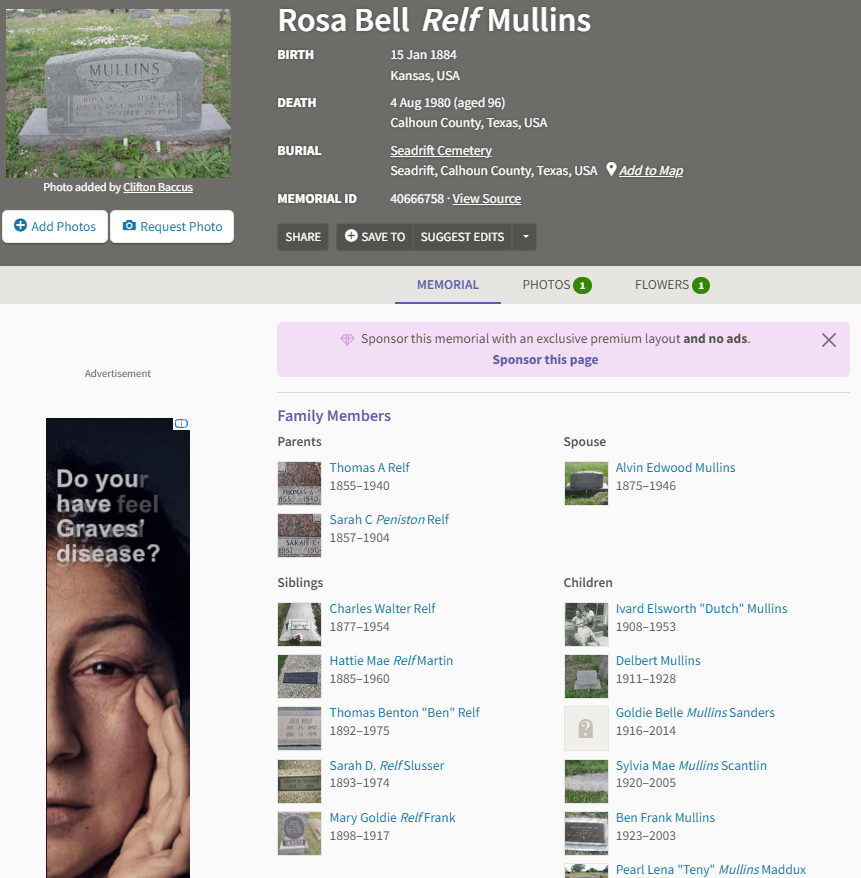 Rosa Bell Relf Mullins
BIRTH
15 Jan 1884
Kansas, USA
DEATH
4 Aug 1980 (aged 96)
Calhoun County, Texas, USA
BURIAL
Seadrift Cemetery
Seadrift, Calhoun County, Texas, USA Add to Map
MEMORIAL ID
40666758 · View Source
MULLINS
Photo added by Clifton Baccus
Add Photos
Request Photo
SHARE
SAVE TO
SUGGEST EDITS
MEMORIAL
PHOTOS 1
FLOWERS 1
Sponsor this memorial with an exclusive premium layout and no ads.
Sponsor this page
Advertisement
Do your
have feel
Graves'
disease?
Family Members
Parents
Thomas A Relf
1855–1940
Sarah C Peniston Relf
1857–1904
Spouse
Alvin Edwood Mullins
1875–1946
Siblings
Charles Walter Relf
1877–1954
Hattie Mae Relf Martin
1885–1960
Thomas Benton "Ben" Relf
1892–1975
Sarah D. Relf Slusser
1893–1974
Mary Goldie Relf Frank
1898–1917
Children
Ivard Elsworth "Dutch" Mullins
1908–1953
Delbert Mullins
1911–1928
Goldie Belle Mullins Sanders
1916–2014
Sylvia Mae Mullins Scantlin
1920–2005
Ben Frank Mullins
1923–2003
Pearl Lena "Teny" Mullins Maddux